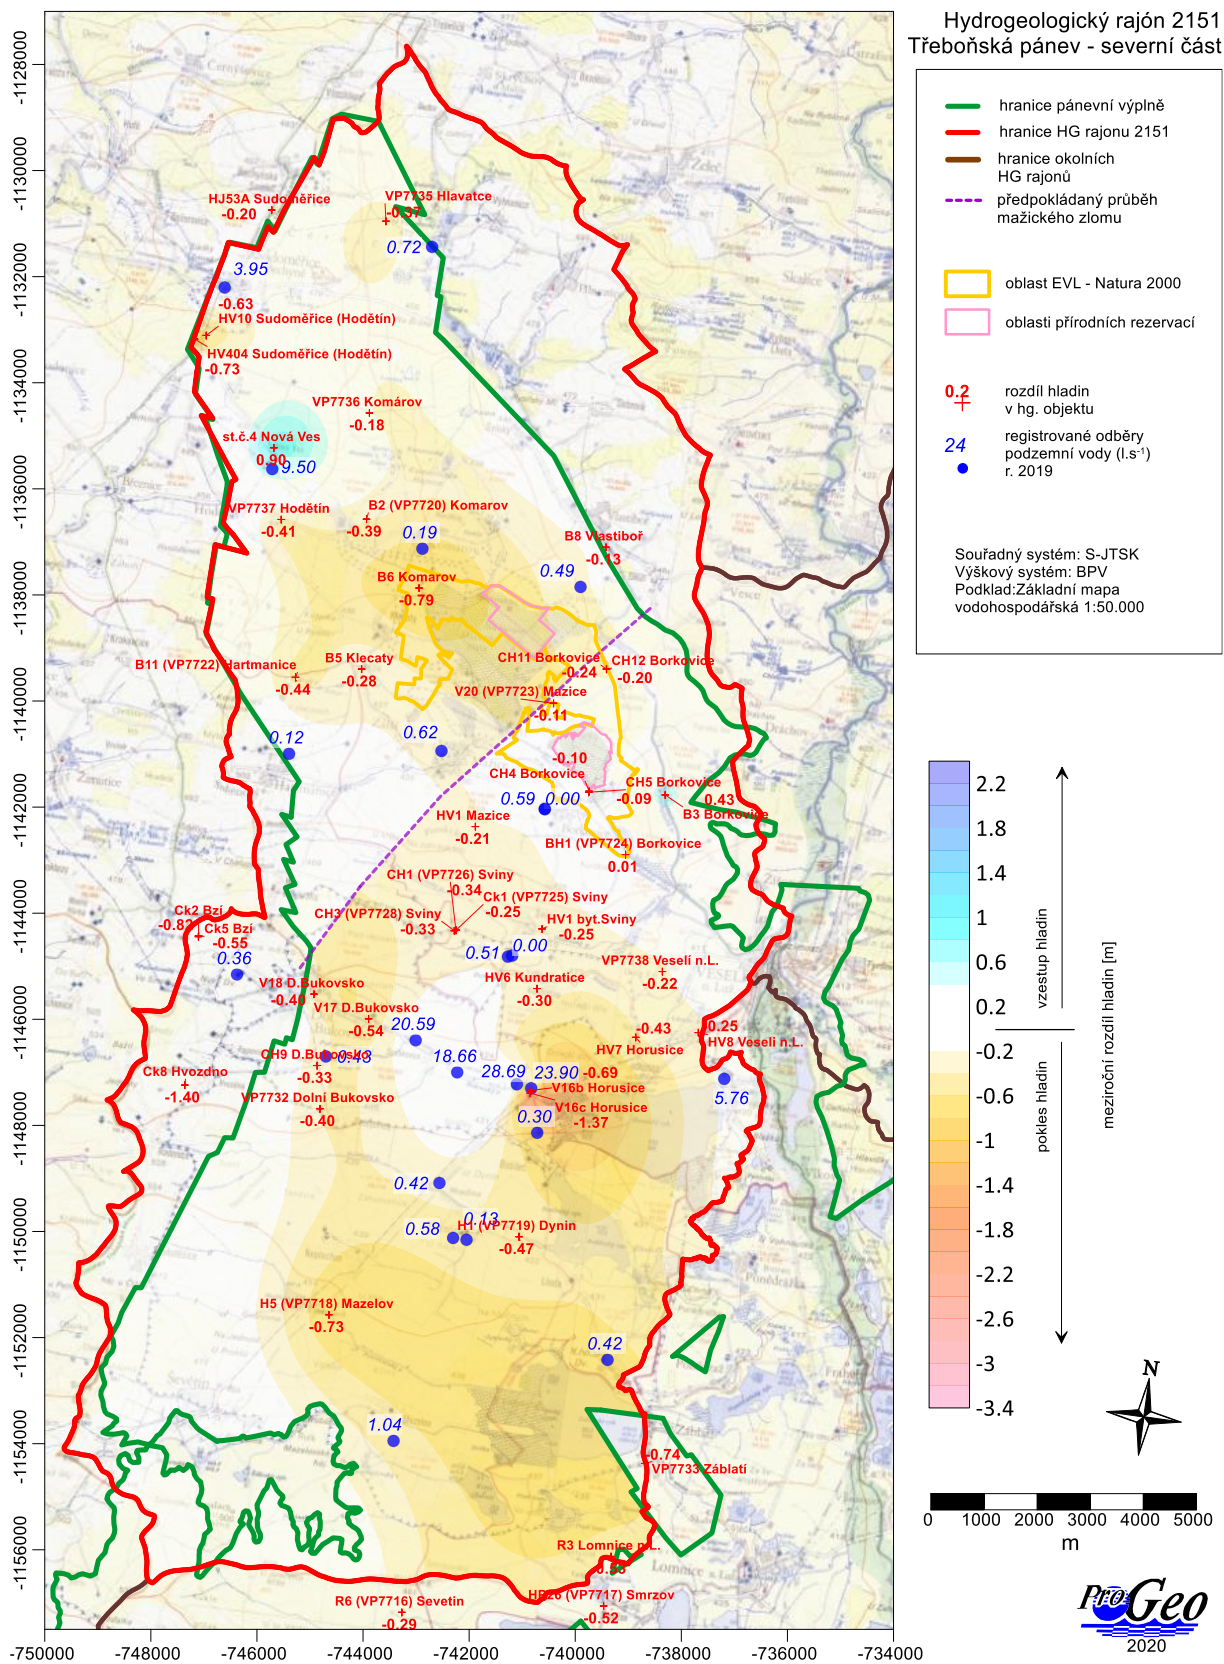 Hydrogeologický rajón 2151
Třeboňská pánev - severní část
hranice pánevní výplně
hranice HG rajonu 2151
hranice okolních
HG rajonů
předpokládaný průběh
mažického zlomu
oblast EVL - Natura 2000
oblasti přírodních rezervací
0.2
rozdíl hladin
v hg. objektu
24
registrované odběry
podzemní vody (l.s-1)
r. 2019
Souřadný systém: S-JTSK
Výškový systém: BPV
Podklad:Základní mapa
vodohospodářská 1:50.000
2.2
1.8
1.4
1
0.6
0.2
-0.2
-0.6
-1
-1.4
-1.8
-2.2
-2.6
-3
-3.4
vzestup hladin
pokles hladin
meziroční rozdíl hladin [m]
N
0 1000 2000 3000 4000 5000
m
ProGeo
2020
-1128000
-1130000
-1132000
-1134000
-1136000
-1138000
-1140000
-1142000
-1144000
-1146000
-1148000
-1150000
-1152000
-1154000
-1156000
-750000 -748000 -746000 -744000 -742000 -740000 -738000 -736000 -734000
HJ53A Sudoměřice
-0.20
VP7735 Hlavatce
-0.37
0.72
3.95
-0.63
HV10 Sudoměřice (Hodětín)
HV404 Sudoměřice (Hodětín)
-0.73
VP7736 Komárov
-0.18
st.č.4 Nová Ves
0.90
9.50
VP7737 Hodětín
-0.41
B2 (VP7720) Komarov
-0.39
0.19
B8 Vlastiboř
-0.13
0.49
B6 Komarov
-0.79
B11 (VP7722) Hartmanice
-0.44
B5 Klecaty
-0.28
CH11 Borkovice
-0.24
CH12 Borkovice
-0.20
V20 (VP7723) Mazice
-0.11
0.12
0.62
-0.10
CH4 Borkovice
CH5 Borkovice
-0.09
0.43
B3 Borkovice
0.59
0.00
HV1 Mazice
-0.21
BH1 (VP7724) Borkovice
0.01
CH1 (VP7726) Sviny
-0.34
Ck1 (VP7725) Sviny
-0.25
CH3 (VP7728) Sviny
-0.33
HV1 byt.Sviny
-0.25
Ck2 Bzí
-0.82
Ck5 Bzí
-0.55
0.36
0.51
0.00
VP7738 Veselí n.L.
-0.22
V18 D.Bukovsko
-0.40
HV6 Kundratice
-0.30
V17 D.Bukovsko
-0.54
20.59
-0.43
HV7 Horusice
0.25
HV8 Veseli n.L.
CH9 D.Bukovsko
0.43
-0.33
18.66
28.69
23.90
-0.69
V16b Horusice
V16c Horusice
-1.37
0.30
5.76
Ck8 Hvozdno
-1.40
VP7732 Dolní Bukovsko
-0.40
0.42
0.13
0.58
H1 (VP7719) Dynin
-0.47
H5 (VP7718) Mazelov
-0.73
0.42
1.04
-0.74
VP7733 Záblatí
R3 Lomnice n.L.
R6 (VP7716) Sevetin
-0.29
(VP7717) Smrzov
-0.52